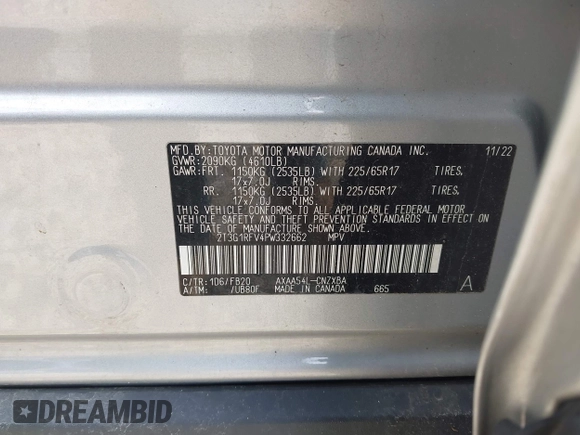 MFD.BY:TOYOTA MOTOR MANUFACTURING CANADA INC. 11/22
GVWR:2090KG (4610LB)
GAWR:FRT. 1150KG (2535LB) WITH 225/65R17 TIRES,
17x7.0J RIMS.
RR. 1150KG (2535LB) WITH 225/65R17 TIRES,
17x7.0J RIMS.
THIS VEHICLE CONFORMS TO ALL APPLICABLE FEDERAL MOTOR
VEHICLE SAFETY AND THEFT PREVENTION STANDARDS IN EFFECT ON
THE DATE OF MANUFACTURE SHOWN ABOVE.
2T3G1RFV4PW332662 MPV
C/TR:1D6/FB20 AXAA54L-CNZXBA
A/TM: /UB80F MADE IN CANADA 665 A
DREAMBID